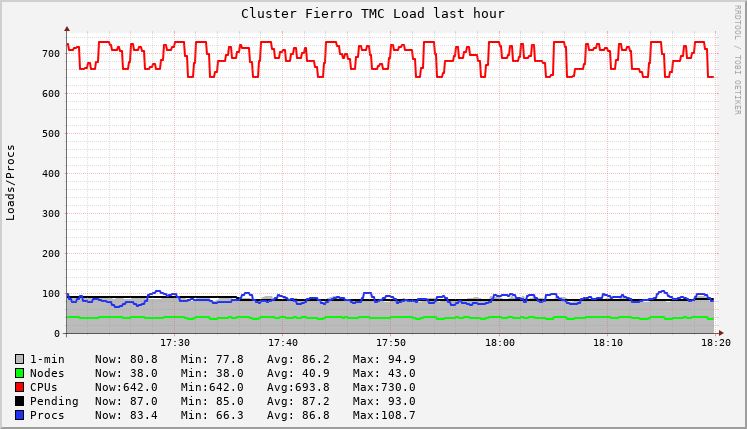 Cluster Fierro TMC Load last hour
RRDTOOL / TOBI OETIKER
Loads/Procs
700
600
500
400
300
200
100
0
17:30 17:40 17:50 18:00 18:10 18:20
1-min Now: 80.8 Min: 77.8 Avg: 86.2 Max: 94.9
Nodes Now: 38.0 Min: 38.0 Avg: 40.9 Max: 43.0
CPUs Now:642.0 Min:642.0 Avg:693.8 Max:730.0
Pending Now: 87.0 Min: 85.0 Avg: 87.2 Max: 93.0
Procs Now: 83.4 Min: 66.3 Avg: 86.8 Max:108.7